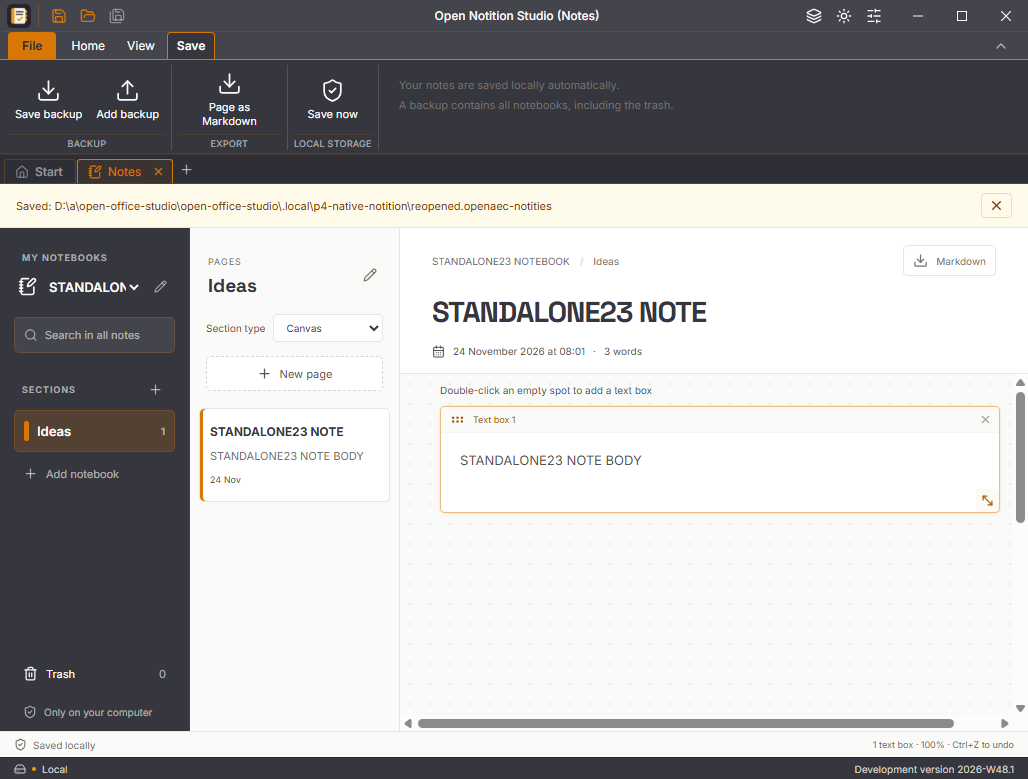 Open Notition Studio (Notes)
File Home View Save
Save backup Add backup
BACKUP
Page as
Markdown
EXPORT
Save now
LOCAL STORAGE
Your notes are saved locally automatically.
A backup contains all notebooks, including the trash.
Start Notes
Saved: D:\a\open-office-studio\open-office-studio\.local\p4-native-notition\reopened.openaec-notities
MY NOTEBOOKS
STANDALON
Search in all notes
SECTIONS
Ideas 1
Add notebook
Trash 0
Only on your computer
PAGES
Ideas
Section type Canvas
New page
STANDALONE23 NOTE
STANDALONE23 NOTE BODY
24 Nov
STANDALONE23 NOTEBOOK / Ideas
Markdown
STANDALONE23 NOTE
24 November 2026 at 08:01 · 3 words
Double-click an empty spot to add a text box
Text box 1
STANDALONE23 NOTE BODY
Saved locally
1 text box · 100% · Ctrl+Z to undo
Local
Development version 2026-W48.1